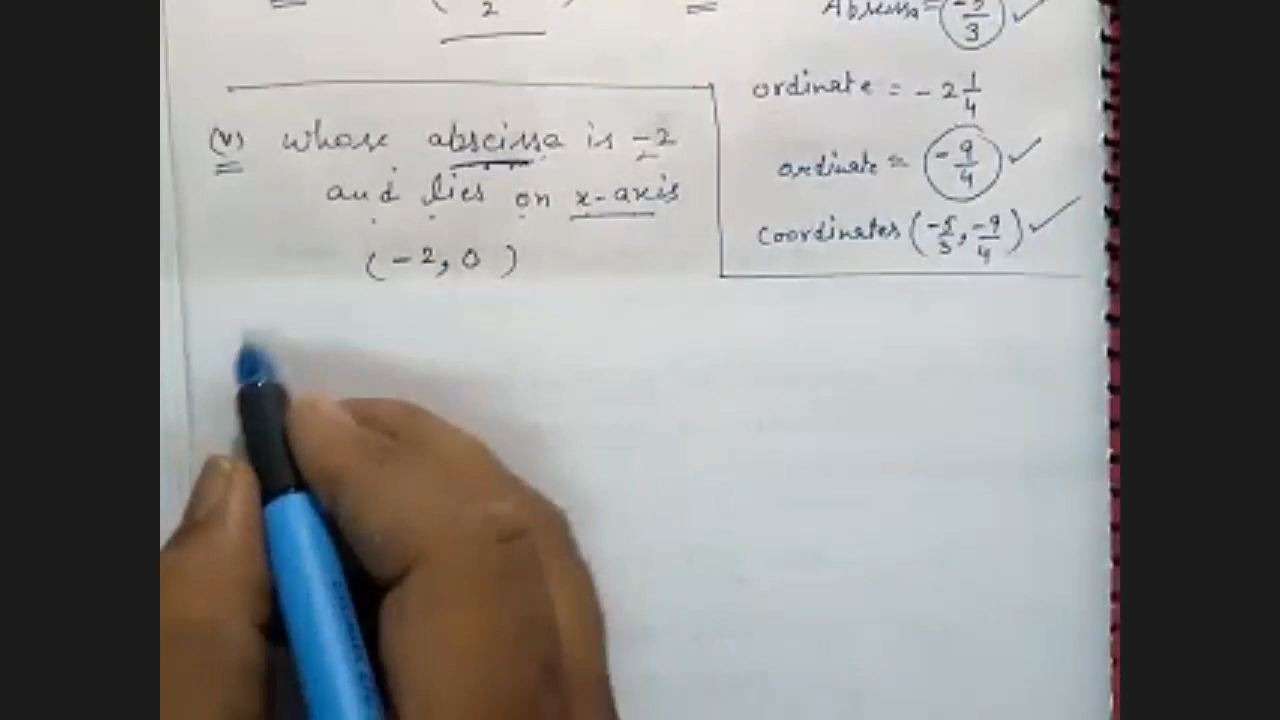 2
(v) whose abscissa is -2
and lies on x-axis
(-2, 0)
Abscissa = -5/3 ✓
ordinate = -2 1/4
ordinate = -9/4 ✓
Coordinates (-5/3, -9/4) ✓